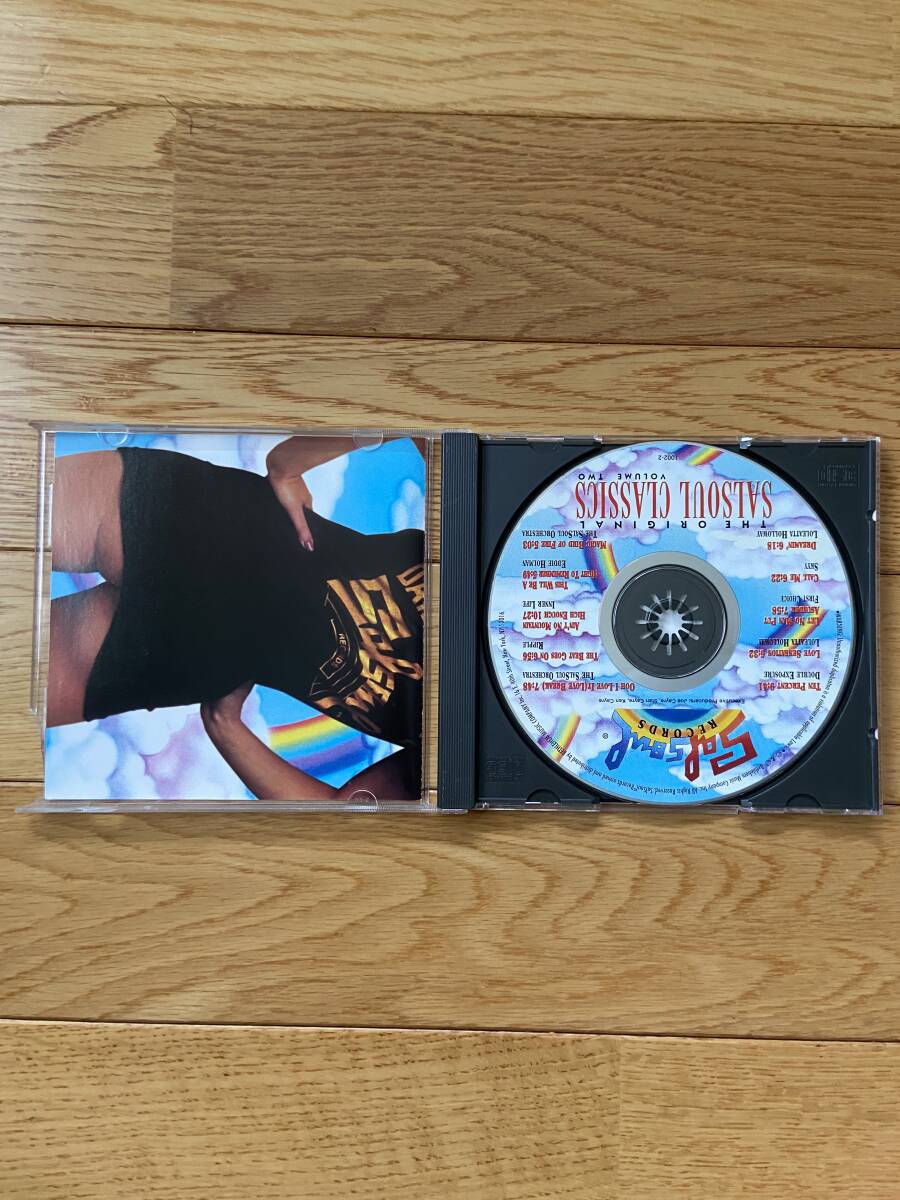 SalSoul®
RECORDS
Executive Producers: Joe Cayre, Stan Cayre, Ken Cayre
TEN PERCENT 9:41
DOUBLE EXPOSURE
LOVE SENSATION 6:32
LOLEATTA HOLLOWAY
LET NO MAN PUT
ASUNDER 7:58
FIRST CHOICE
CALL ME 6:22
SKYY
DREAMIN' 6:18
LOLEATTA HOLLOWAY
OOH I LOVE IT (LOVE BREAK) 7:48
THE SALSOUL ORCHESTRA
THE BEAT GOES ON 6:56
RIPPLE
AIN'T NO MOUNTAIN
HIGH ENOUGH 10:27
INNER LIFE
THIS WILL BE A
NIGHT TO REMEMBER 5:49
EDDIE HOLMAN
MAGIC BIRD OF FIRE 5:03
THE SALSOUL ORCHESTRA
THE ORIGINAL
SALSOUL CLASSICS
VOLUME TWO
1002-2